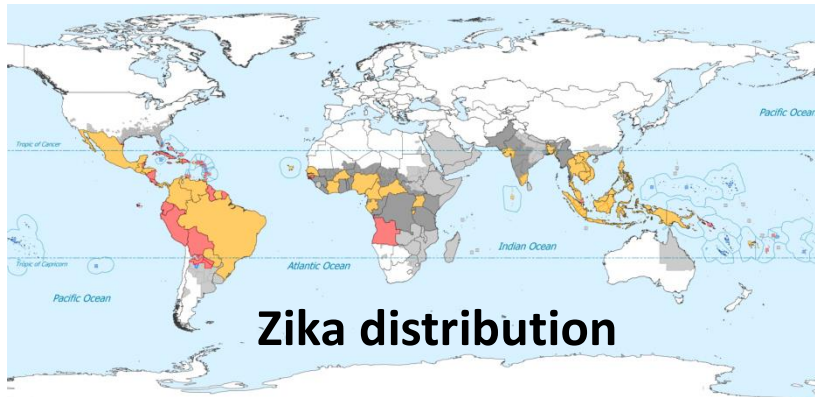 Pacific Ocean
Tropic of Cancer
Indian Ocean
Tropic of Capricorn
Atlantic Ocean
Pacific Ocean
Zika distribution